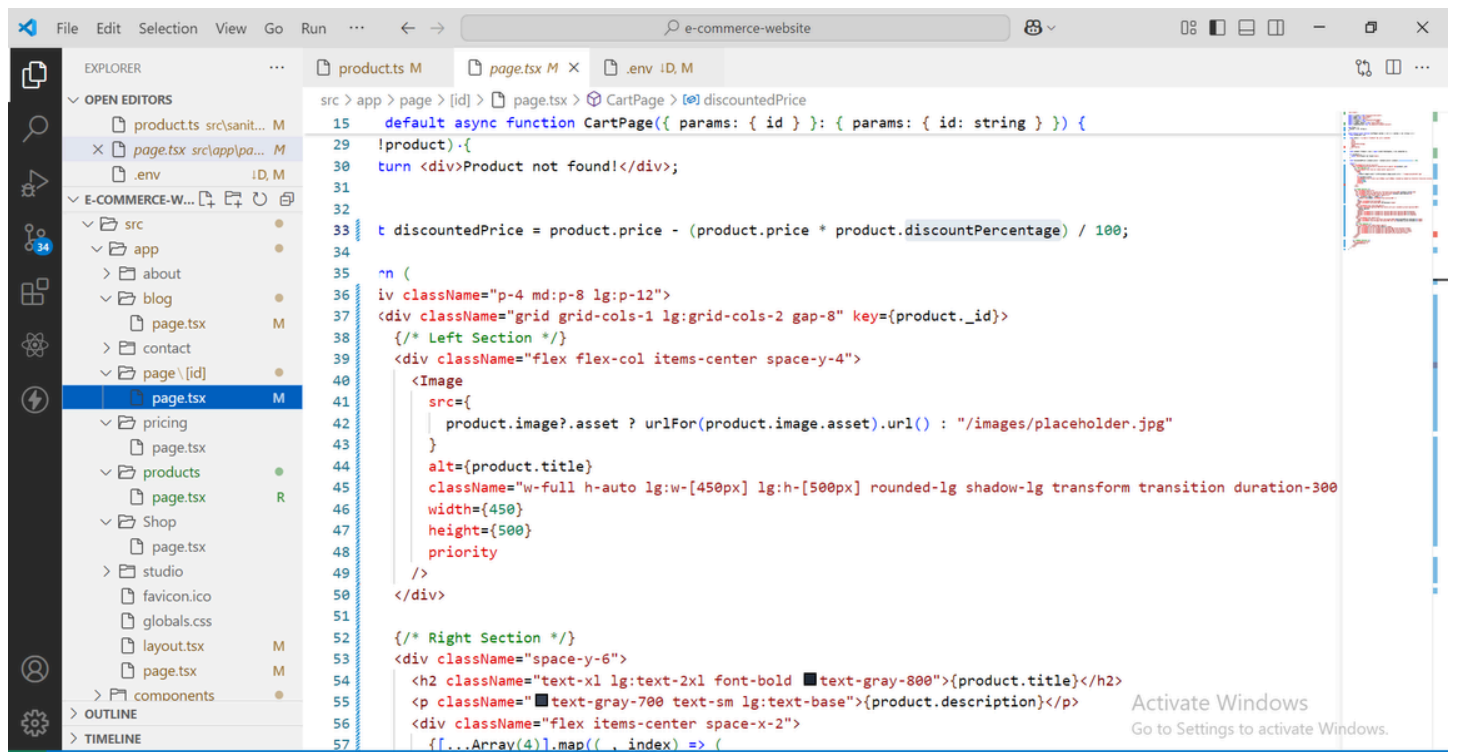 File Edit Selection View Go Run ··· e-commerce-website
EXPLORER ···
OPEN EDITORS
product.ts src\sanit... M
page.tsx src\app\pa... M
.env ↓D, M
E-COMMERCE-W...
src
app
about
blog
page.tsx M
contact
page\[id]
page.tsx M
pricing
page.tsx
products
page.tsx R
Shop
page.tsx
studio
favicon.ico
globals.css
layout.tsx M
page.tsx M
components
OUTLINE
TIMELINE
34
product.ts M page.tsx M .env ↓D, M
src > app > page > [id] > page.tsx > CartPage > discountedPrice
15 default async function CartPage({ params: { id } }: { params: { id: string } }) {
29 !product) {
30 turn <div>Product not found!</div>;
31
32
33 t discountedPrice = product.price - (product.price * product.discountPercentage) / 100;
34
35 rn (
36 iv className="p-4 md:p-8 lg:p-12">
37 <div className="grid grid-cols-1 lg:grid-cols-2 gap-8" key={product._id}>
38 {/* Left Section */}
39 <div className="flex flex-col items-center space-y-4">
40 <Image
41 src={
42 product.image?.asset ? urlFor(product.image.asset).url() : "/images/placeholder.jpg"
43 }
44 alt={product.title}
45 className="w-full h-auto lg:w-[450px] lg:h-[500px] rounded-lg shadow-lg transform transition duration-300
46 width={450}
47 height={500}
48 priority
49 />
50 </div>
51
52 {/* Right Section */}
53 <div className="space-y-6">
54 <h2 className="text-xl lg:text-2xl font-bold text-gray-800">{product.title}</h2>
55 <p className="text-gray-700 text-sm lg:text-base">{product.description}</p>
56 <div className="flex items-center space-x-2">
57 {[...Array(4)].map((_, index) => (
Activate Windows
Go to Settings to activate Windows.